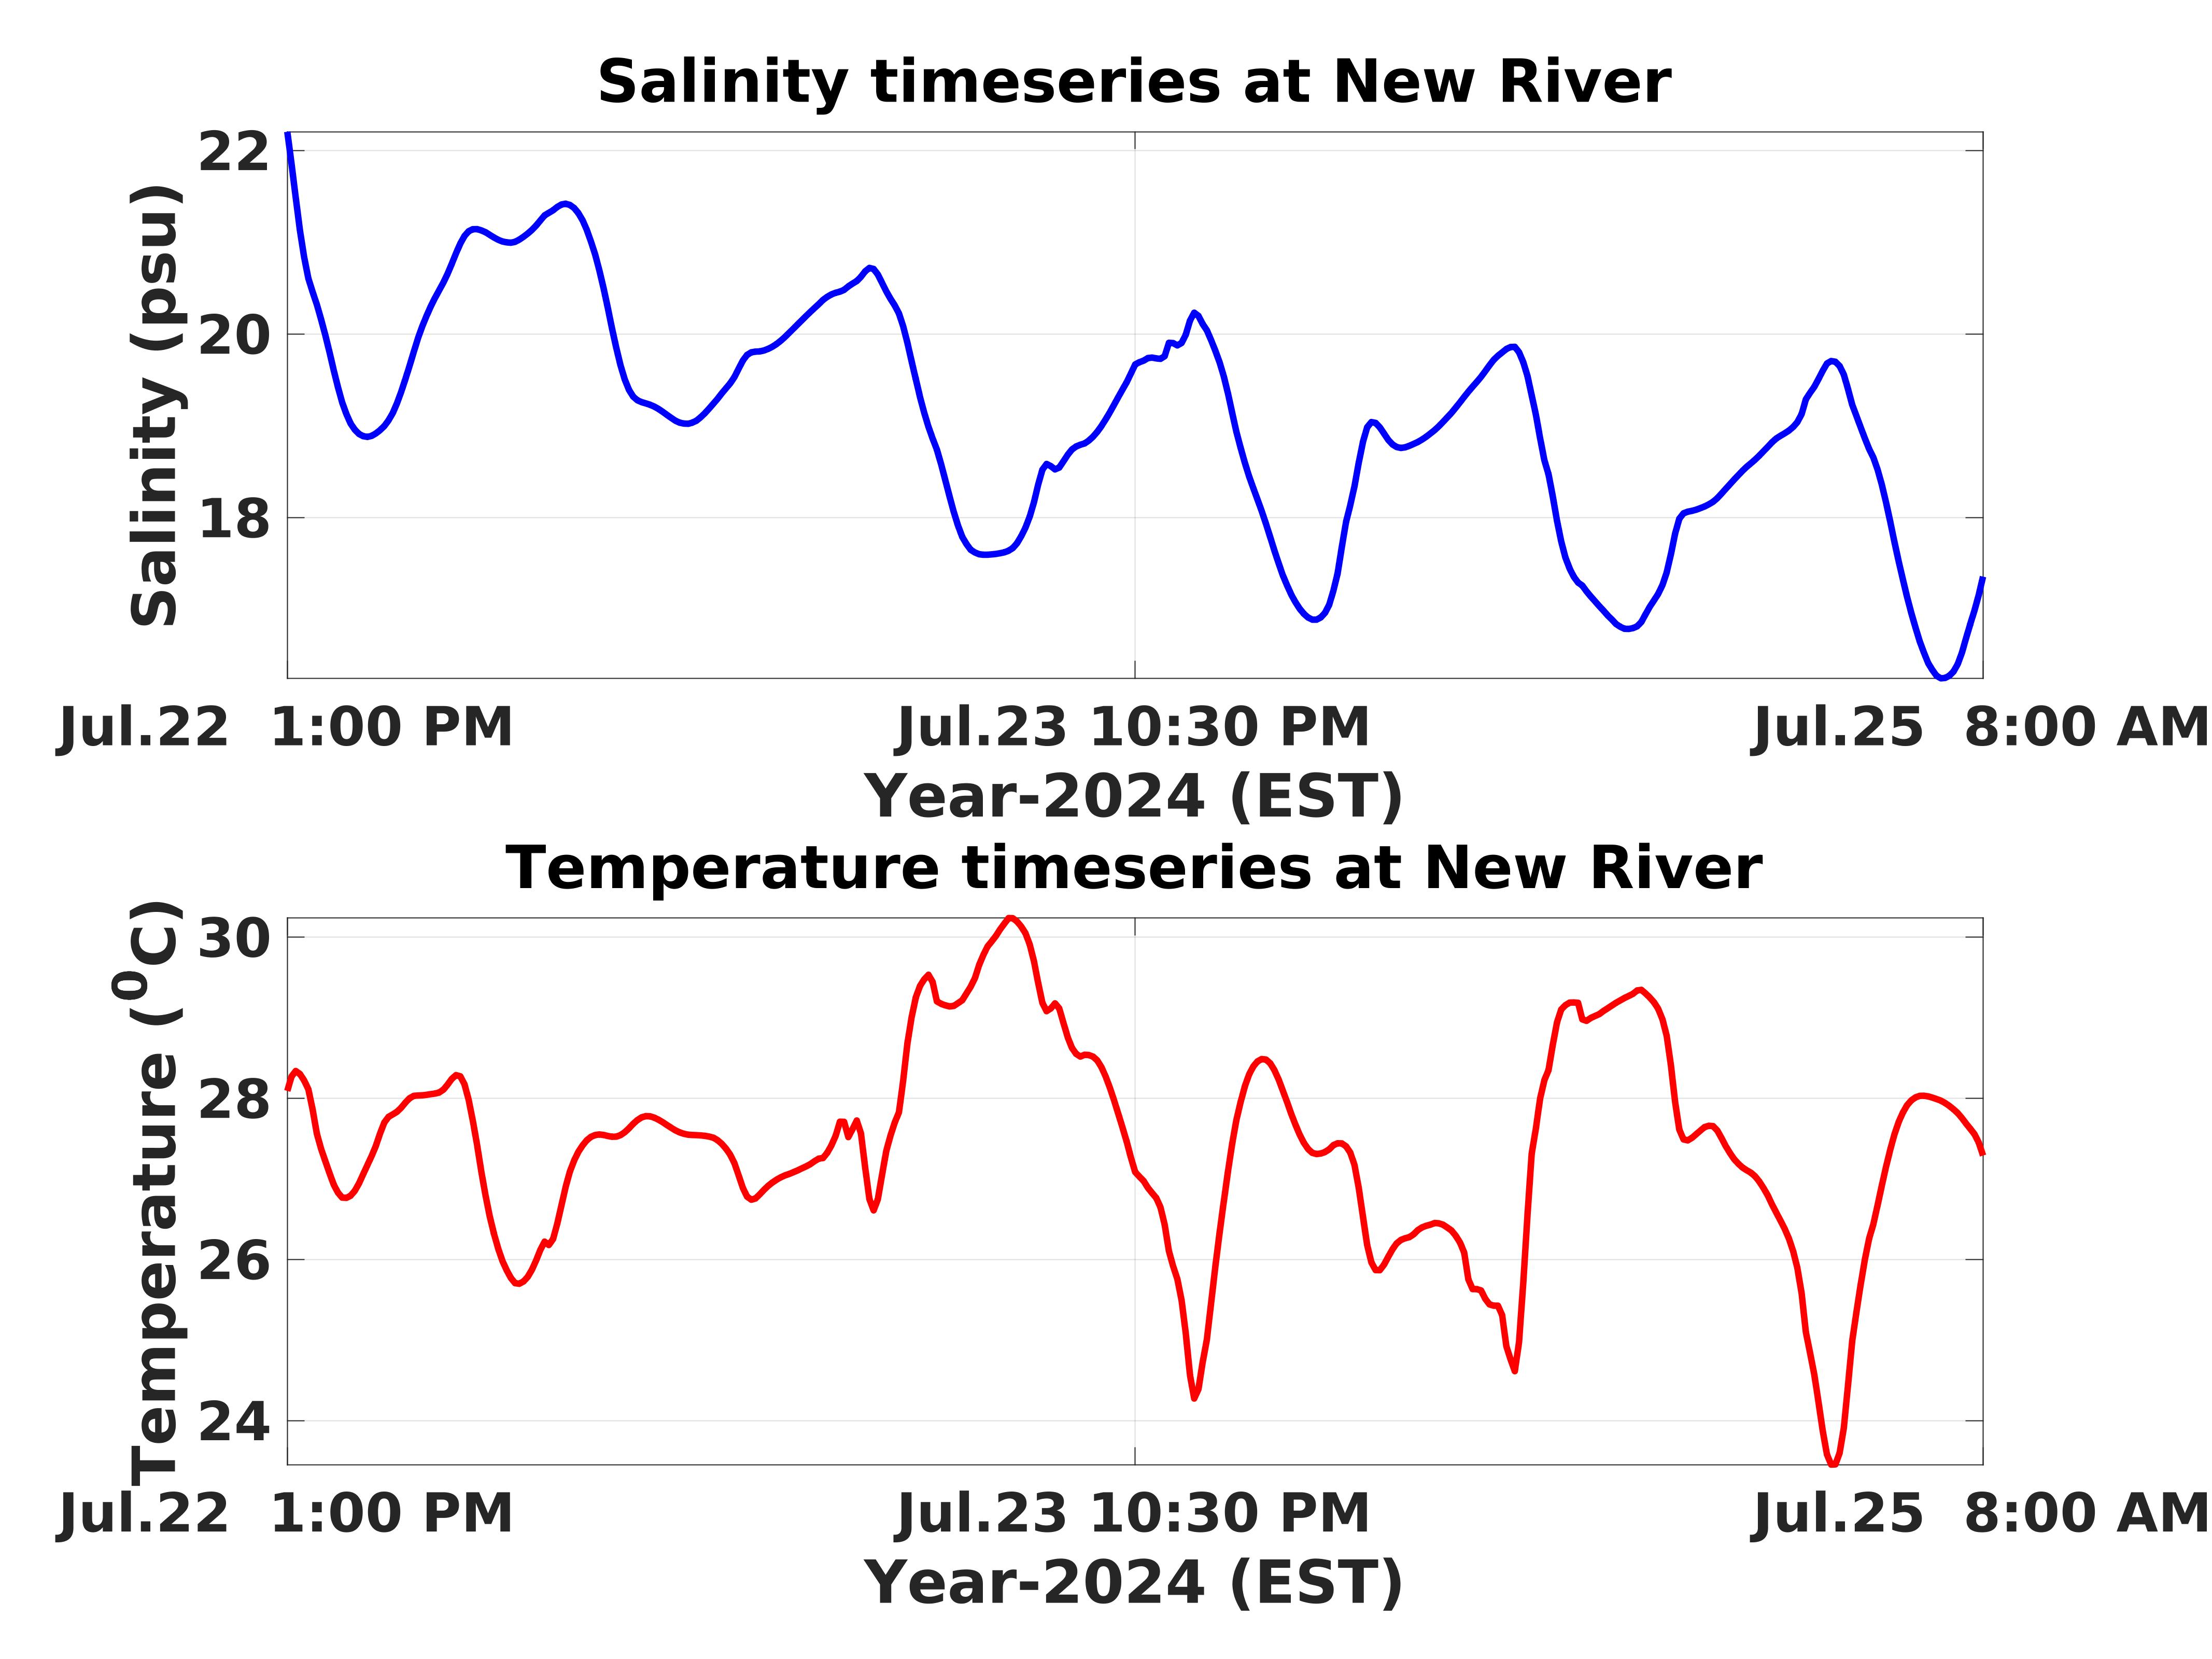 Salinity timeseries at New River
22
20
18
Salinity (psu)
Jul.22  1:00 PM
Jul.23 10:30 PM
Jul.25  8:00 AM
Year-2024 (EST)
Temperature timeseries at New River
30
28
26
24
Temperature (⁰C)
Jul.22  1:00 PM
Jul.23 10:30 PM
Jul.25  8:00 AM
Year-2024 (EST)